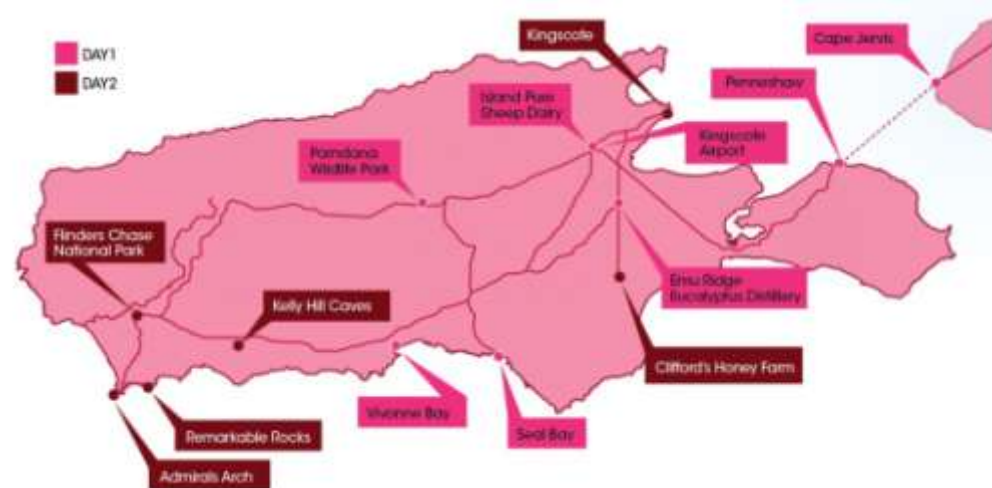 DAY1
DAY2
Kingscote
Cape Jervis
Penneshaw
Island Pure
Sheep Dairy
Kingscote
Airport
Parndana
Wildlife Park
Flinders Chase
National Park
Emu Ridge
Eucalyptus Distillery
Kelly Hill Caves
Clifford's Honey Farm
Vivonne Bay
Seal Bay
Remarkable Rocks
Admirals Arch